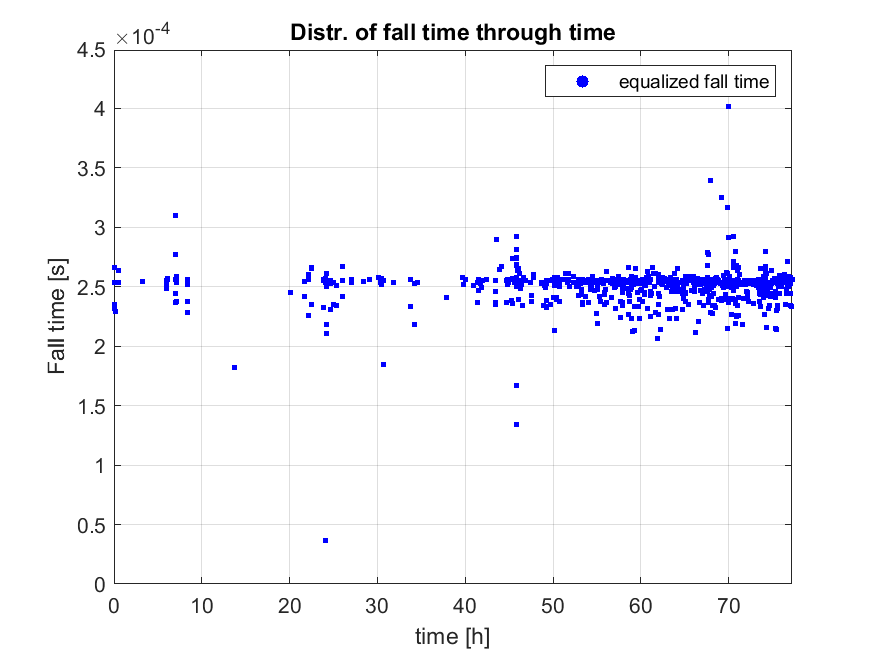 ×10-4
Distr. of fall time through time
equalized fall time
4.5
4
3.5
3
2.5
2
1.5
1
0.5
0
Fall time [s]
0 10 20 30 40 50 60 70
time [h]